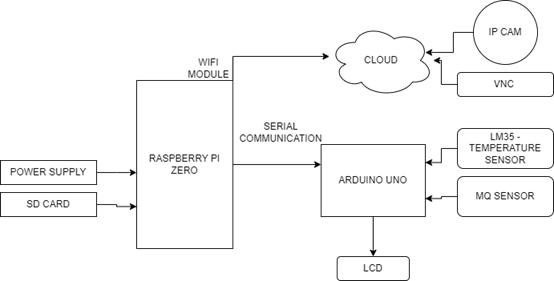 IP CAM
WIFI
MODULE
CLOUD
VNC
SERIAL
COMMUNICATION
LM35 -
TEMPERATURE
SENSOR
RASPBERRY PI
ZERO
POWER SUPPLY
ARDUINO UNO
MQ SENSOR
SD CARD
LCD